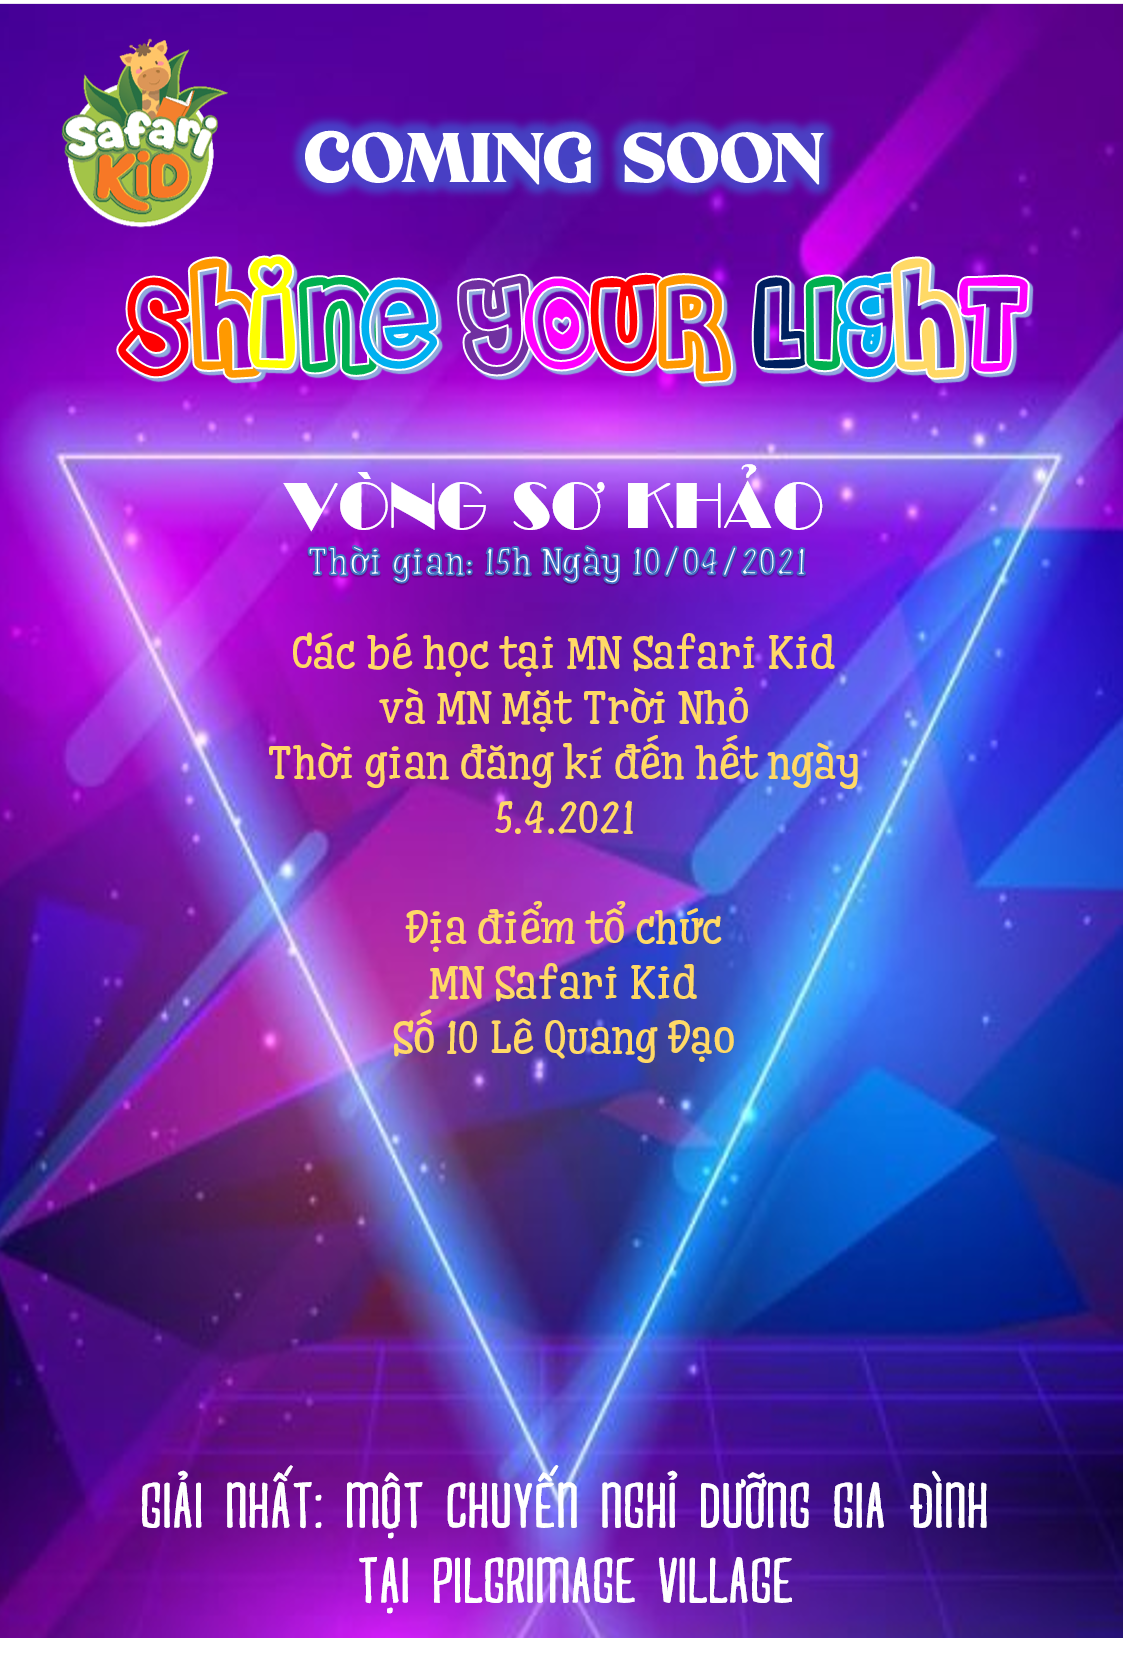 Safari
KiD
COMING SOON
Shine YOUR Light
VÒNG SƠ KHẢO
Thời gian: 15h Ngày 10/04/2021
Các bé học tại MN Safari Kid
và MN Mặt Trời Nhỏ
Thời gian đăng kí đến hết ngày
5.4.2021
Địa điểm tổ chức
MN Safari Kid
Số 10 Lê Quang Đạo
GIẢI NHẤT: MỘT CHUYẾN NGHỈ DƯỠNG GIA ĐÌNH
TẠI PILGRIMAGE VILLAGE